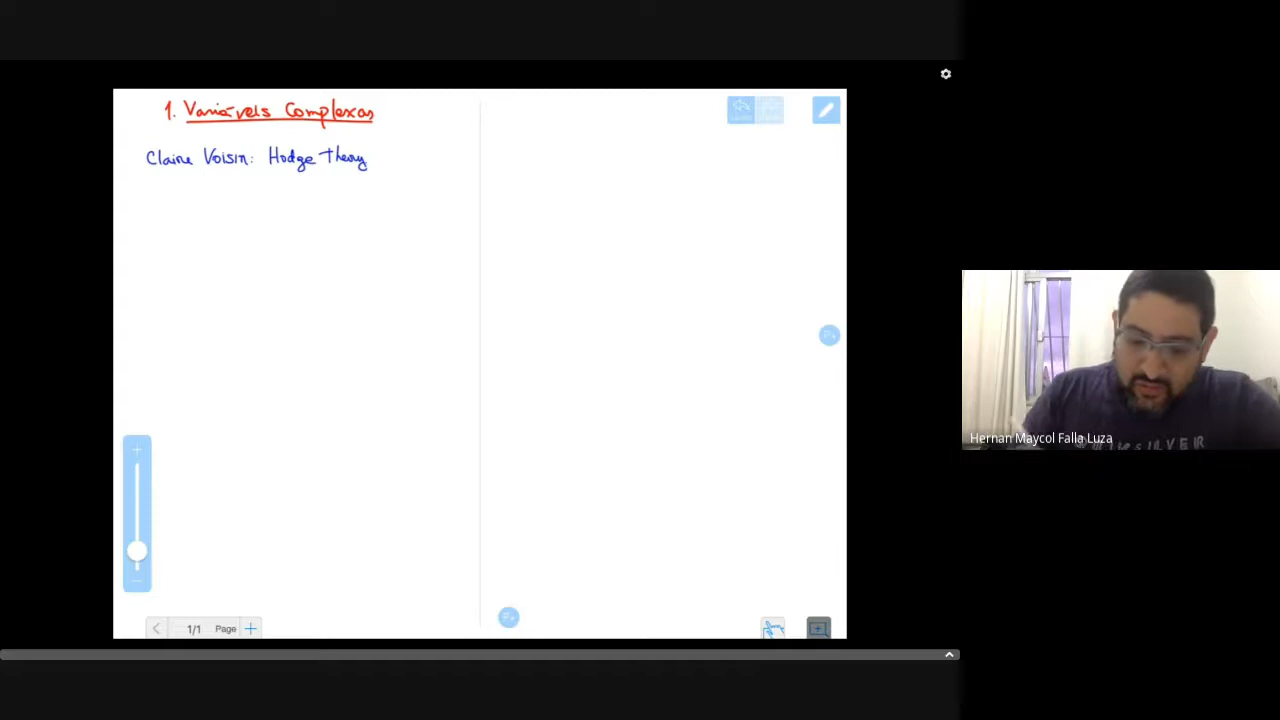 1. Variáveis Complexas
Claire Voisin: Hodge Theory
1/1 Page
Hernan Maycol Falla Luza